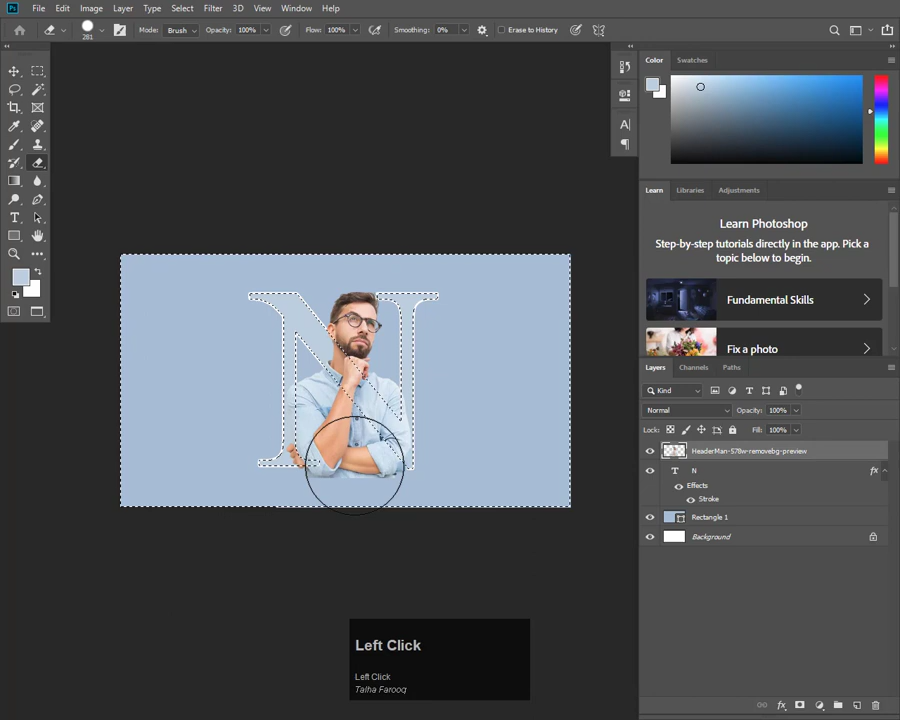 Ps File Edit Image Layer Type Select Filter 3D View Window Help
281 Mode: Brush Opacity: 100% Flow: 100% Smoothing: 0% Erase to History
Color Swatches
Learn Libraries Adjustments
Learn Photoshop
Step-by-step tutorials directly in the app. Pick a
topic below to begin.
Fundamental Skills
Fix a photo
N
Layers Channels Paths
Kind
Normal Opacity: 100%
Lock: Fill: 100%
HeaderMan-578w-removebg-preview
T N fx
Effects
Stroke
Rectangle 1
Background
fx
Left Click
Left Click
Talha Farooq